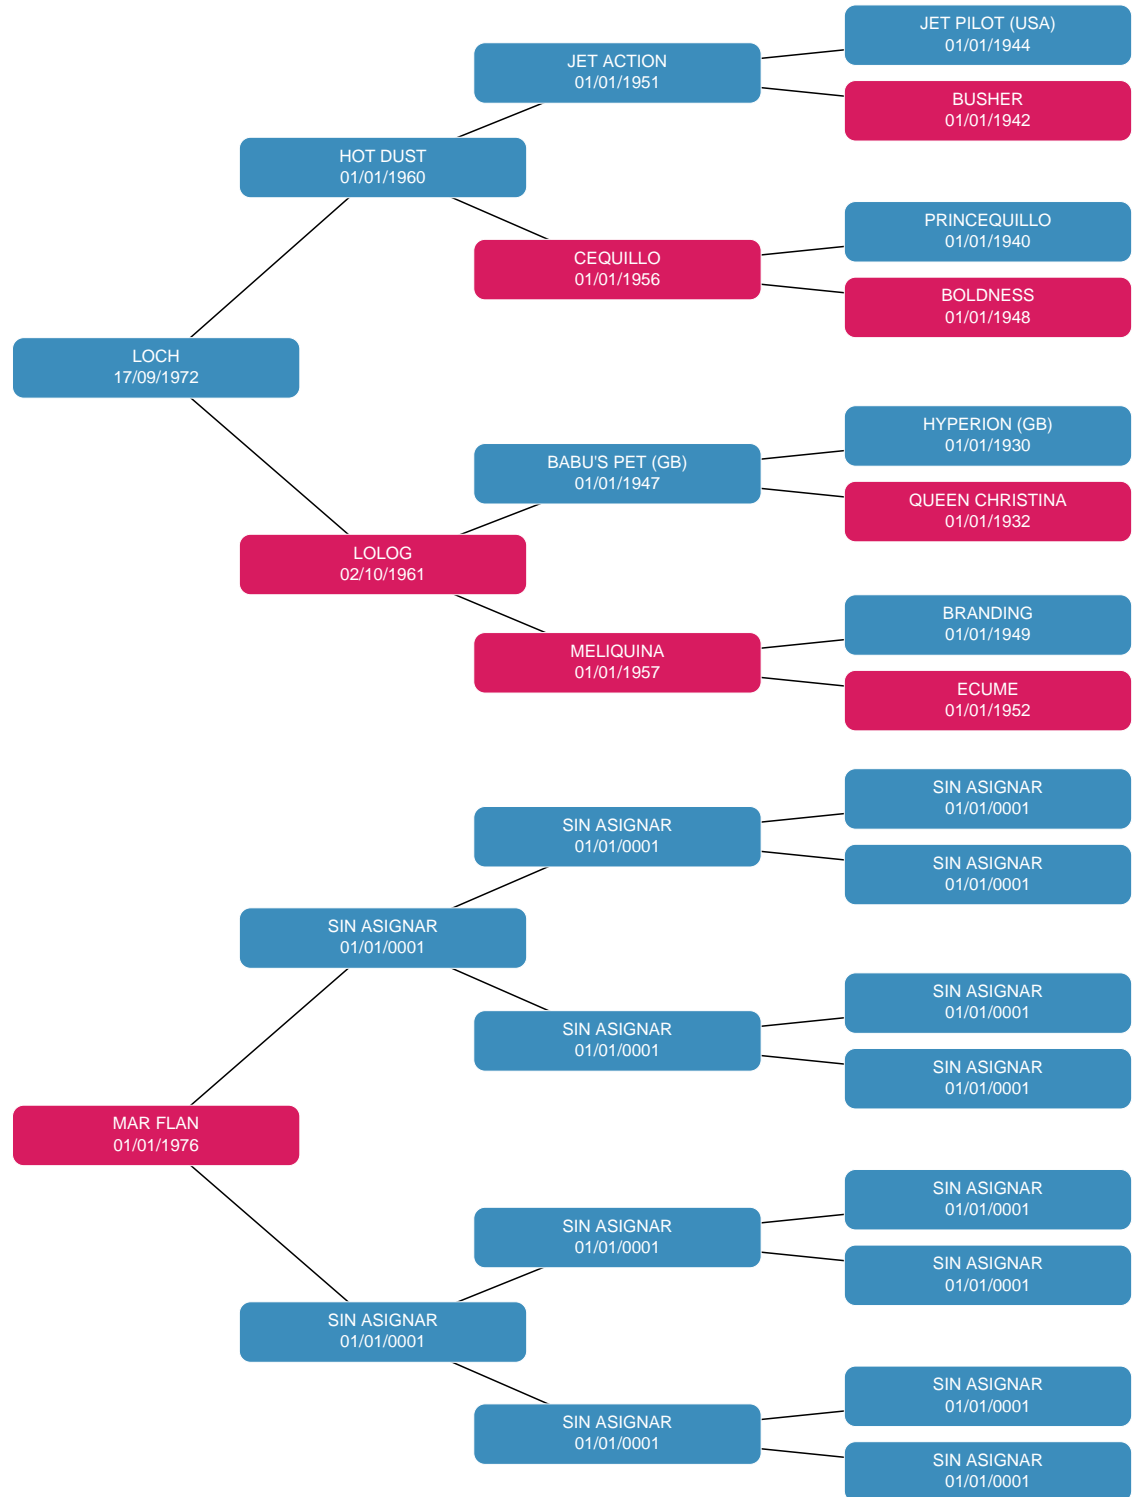 JET PILOT (USA)
01/01/1944
JET ACTION
01/01/1951
BUSHER
01/01/1942
HOT DUST
01/01/1960
PRINCEQUILLO
01/01/1940
CEQUILLO
01/01/1956
BOLDNESS
01/01/1948
LOCH
17/09/1972
HYPERION (GB)
01/01/1930
BABU'S PET (GB)
01/01/1947
QUEEN CHRISTINA
01/01/1932
LOLOG
02/10/1961
BRANDING
01/01/1949
MELIQUINA
01/01/1957
ECUME
01/01/1952
SIN ASIGNAR
01/01/0001
SIN ASIGNAR
01/01/0001
SIN ASIGNAR
01/01/0001
SIN ASIGNAR
01/01/0001
SIN ASIGNAR
01/01/0001
SIN ASIGNAR
01/01/0001
SIN ASIGNAR
01/01/0001
MAR FLAN
01/01/1976
SIN ASIGNAR
01/01/0001
SIN ASIGNAR
01/01/0001
SIN ASIGNAR
01/01/0001
SIN ASIGNAR
01/01/0001
SIN ASIGNAR
01/01/0001
SIN ASIGNAR
01/01/0001
SIN ASIGNAR
01/01/0001